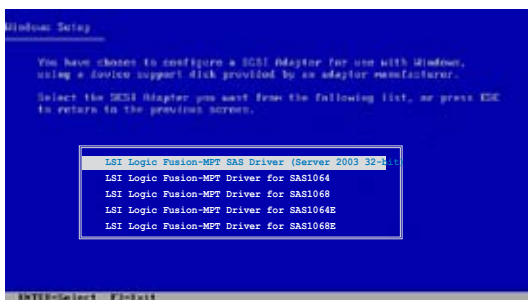 Windows Setup
You have chosen to configure a SCSI Adapter for use with Windows,
using a device support disk provided by an adapter manufacturer.
Select the SCSI Adapter you want from the following list, or press ESC
to return to the previous screen.
LSI Logic Fusion-MPT SAS Driver (Server 2003 32-bit
LSI Logic Fusion-MPT Driver for SAS1064
LSI Logic Fusion-MPT Driver for SAS1068
LSI Logic Fusion-MPT Driver for SAS1064E
LSI Logic Fusion-MPT Driver for SAS1068E
ENTER=Select F3=Exit